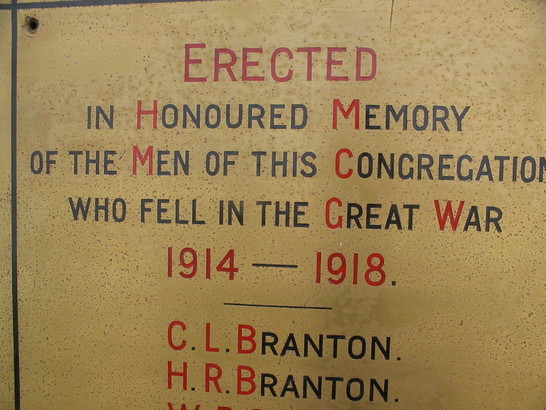 ERECTED
IN HONOURED MEMORY
OF THE MEN OF THIS CONGREGATION
WHO FELL IN THE GREAT WAR
1914 — 1918.
C. L. BRANTON.
H. R. BRANTON.